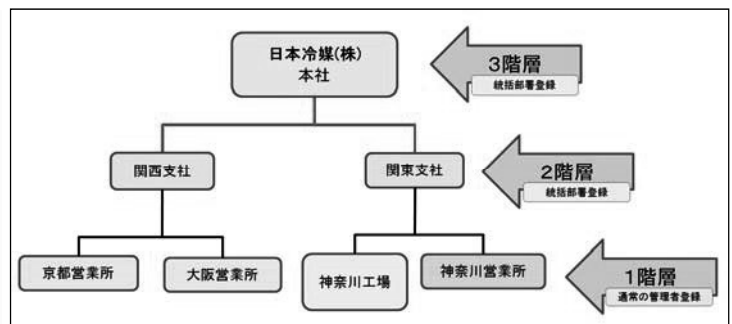 日本冷媒(株)
本社
3階層
統括部署登録
関西支社
関東支社
2階層
統括部署登録
京都営業所
大阪営業所
神奈川工場
神奈川営業所
1階層
通常の管理者登録